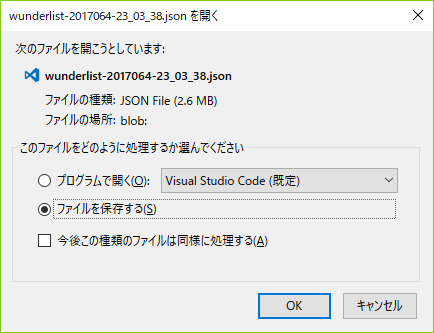 wunderlist-2017064-23_03_38.json を開く
次のファイルを開こうとしています:
wunderlist-2017064-23_03_38.json
ファイルの種類: JSON File (2.6 MB)
ファイルの場所: blob:
このファイルをどのように処理するか選んでください
プログラムで開く(O):
Visual Studio Code (既定)
ファイルを保存する(S)
今後この種類のファイルは同様に処理する(A)
OK
キャンセル